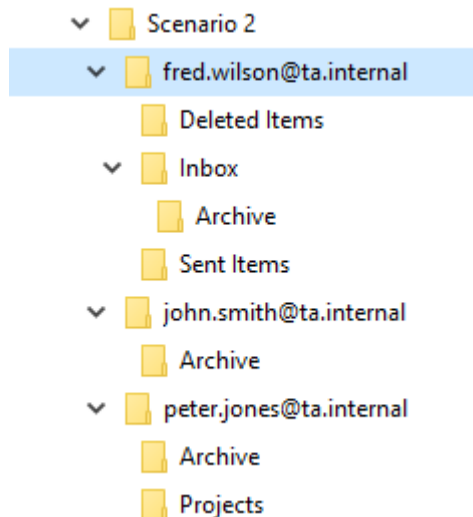 Scenario 2
fred.wilson@ta.internal
Deleted Items
Inbox
Archive
Sent Items
john.smith@ta.internal
Archive
peter.jones@ta.internal
Archive
Projects